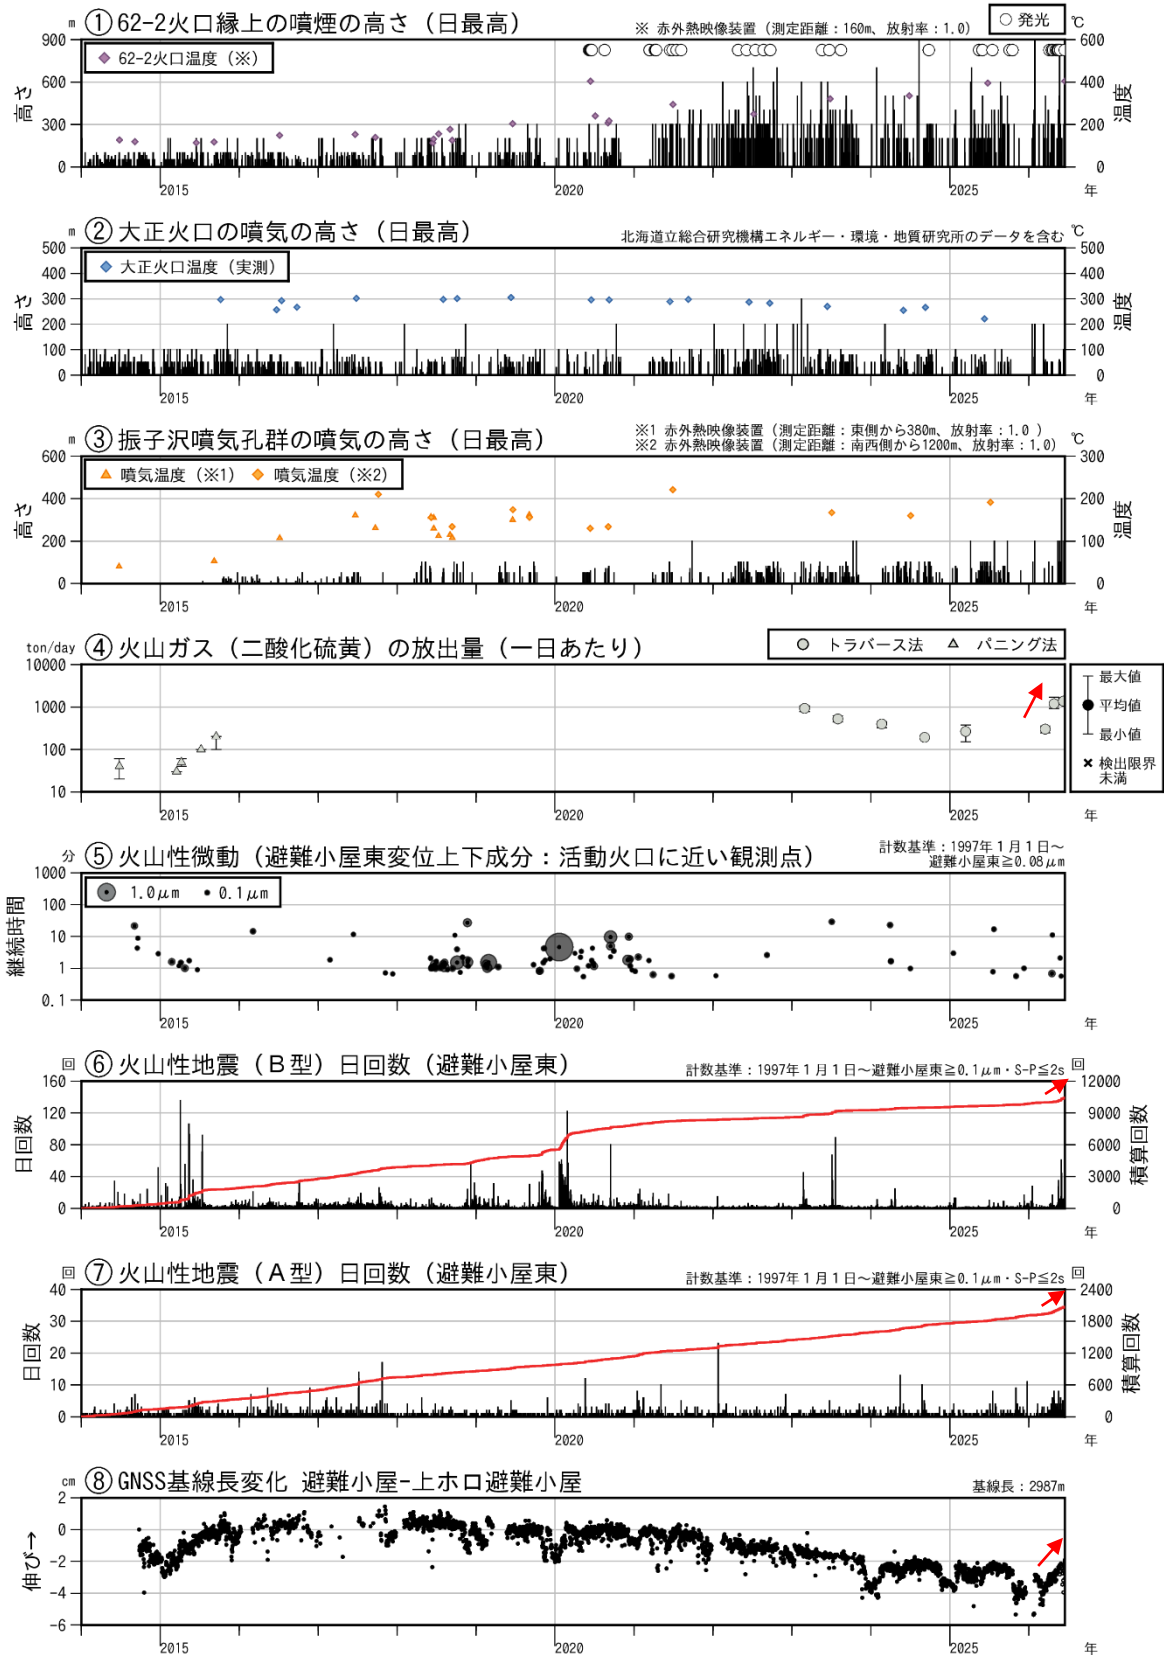 ① 62-2火口縁上の噴煙の高さ（日最高）
※ 赤外熱映像装置（測定距離：160m、放射率：1.0）
○ 発光
m
℃
62-2火口温度（※）
900
600
300
0
高さ
600
400
200
0
温度
2015
2020
2025
年
② 大正火口の噴気の高さ（日最高）
北海道立総合研究機構エネルギー・環境・地質研究所のデータを含む
m
℃
大正火口温度（実測）
500
400
300
200
100
0
高さ
500
400
300
200
100
0
温度
2015
2020
2025
年
③ 振子沢噴気孔群の噴気の高さ（日最高）
※1 赤外熱映像装置（測定距離：東側から380m、放射率：1.0 ）
※2 赤外熱映像装置（測定距離：南西側から1200m、放射率：1.0）
m
℃
噴気温度（※1）
噴気温度（※2）
600
400
200
0
高さ
300
200
100
0
温度
2015
2020
2025
年
ton/day
④ 火山ガス（二酸化硫黄）の放出量（一日あたり）
トラバース法
パニング法
10000
1000
100
10
最大値
平均値
最小値
検出限界
未満
2015
2020
2025
年
分
⑤ 火山性微動（避難小屋東変位上下成分：活動火口に近い観測点）
計数基準：1997年１月１日～
避難小屋東≧0.08μm
1.0μm
0.1μm
1000
100
10
1
0.1
継続時間
2015
2020
2025
年
回
⑥ 火山性地震（Ｂ型）日回数（避難小屋東）
計数基準：1997年１月１日～避難小屋東≧0.1μm・S-P≦2s
回
160
120
80
40
0
日回数
12000
9000
6000
3000
0
積算回数
2015
2020
2025
年
回
⑦ 火山性地震（Ａ型）日回数（避難小屋東）
計数基準：1997年１月１日～避難小屋東≧0.1μm・S-P≦2s
回
40
30
20
10
0
日回数
2400
1800
1200
600
0
積算回数
2015
2020
2025
年
cm
⑧ GNSS基線長変化 避難小屋-上ホロ避難小屋
基線長：2987m
2
0
-2
-4
-6
伸び→
2015
2020
2025
年